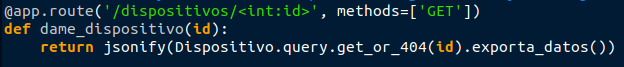 @app.route('/dispositivos/<int:id>', methods=['GET'])
def dame_dispositivo(id):
    return jsonify(Dispositivo.query.get_or_404(id).exporta_datos())